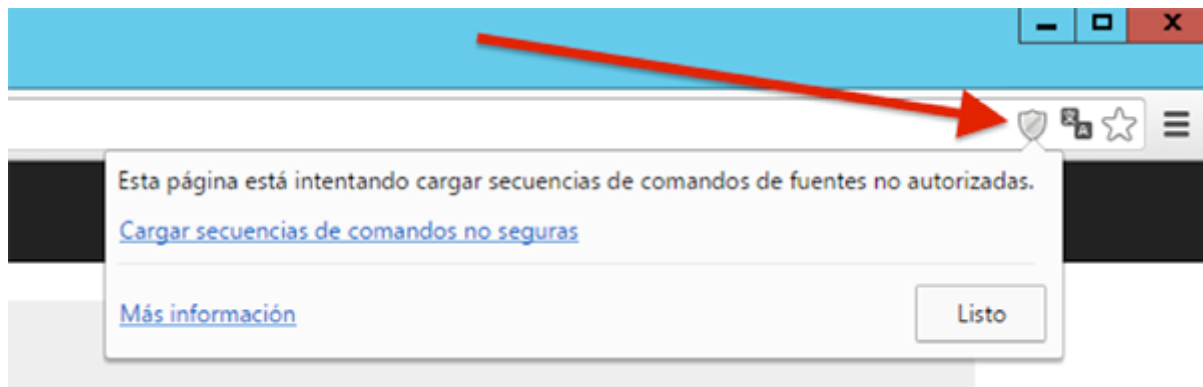 Esta página está intentando cargar secuencias de comandos de fuentes no autorizadas.
Cargar secuencias de comandos no seguras
Más información
Listo